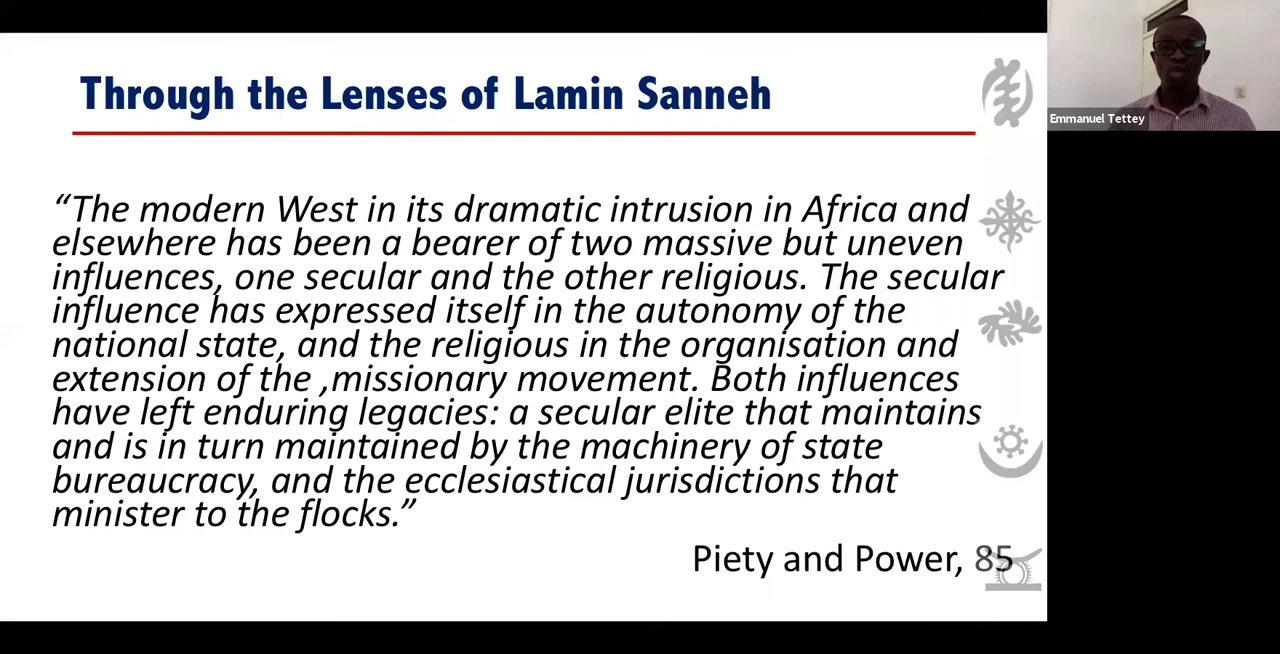 Through the Lenses of Lamin Sanneh
“The modern West in its dramatic intrusion in Africa and
elsewhere has been a bearer of two massive but uneven
influences, one secular and the other religious. The secular
influence has expressed itself in the autonomy of the
national state, and the religious in the organisation and
extension of the ,missionary movement. Both influences
have left enduring legacies: a secular elite that maintains
and is in turn maintained by the machinery of state
bureaucracy, and the ecclesiastical jurisdictions that
minister to the flocks.”
Piety and Power, 85
Emmanuel Tettey